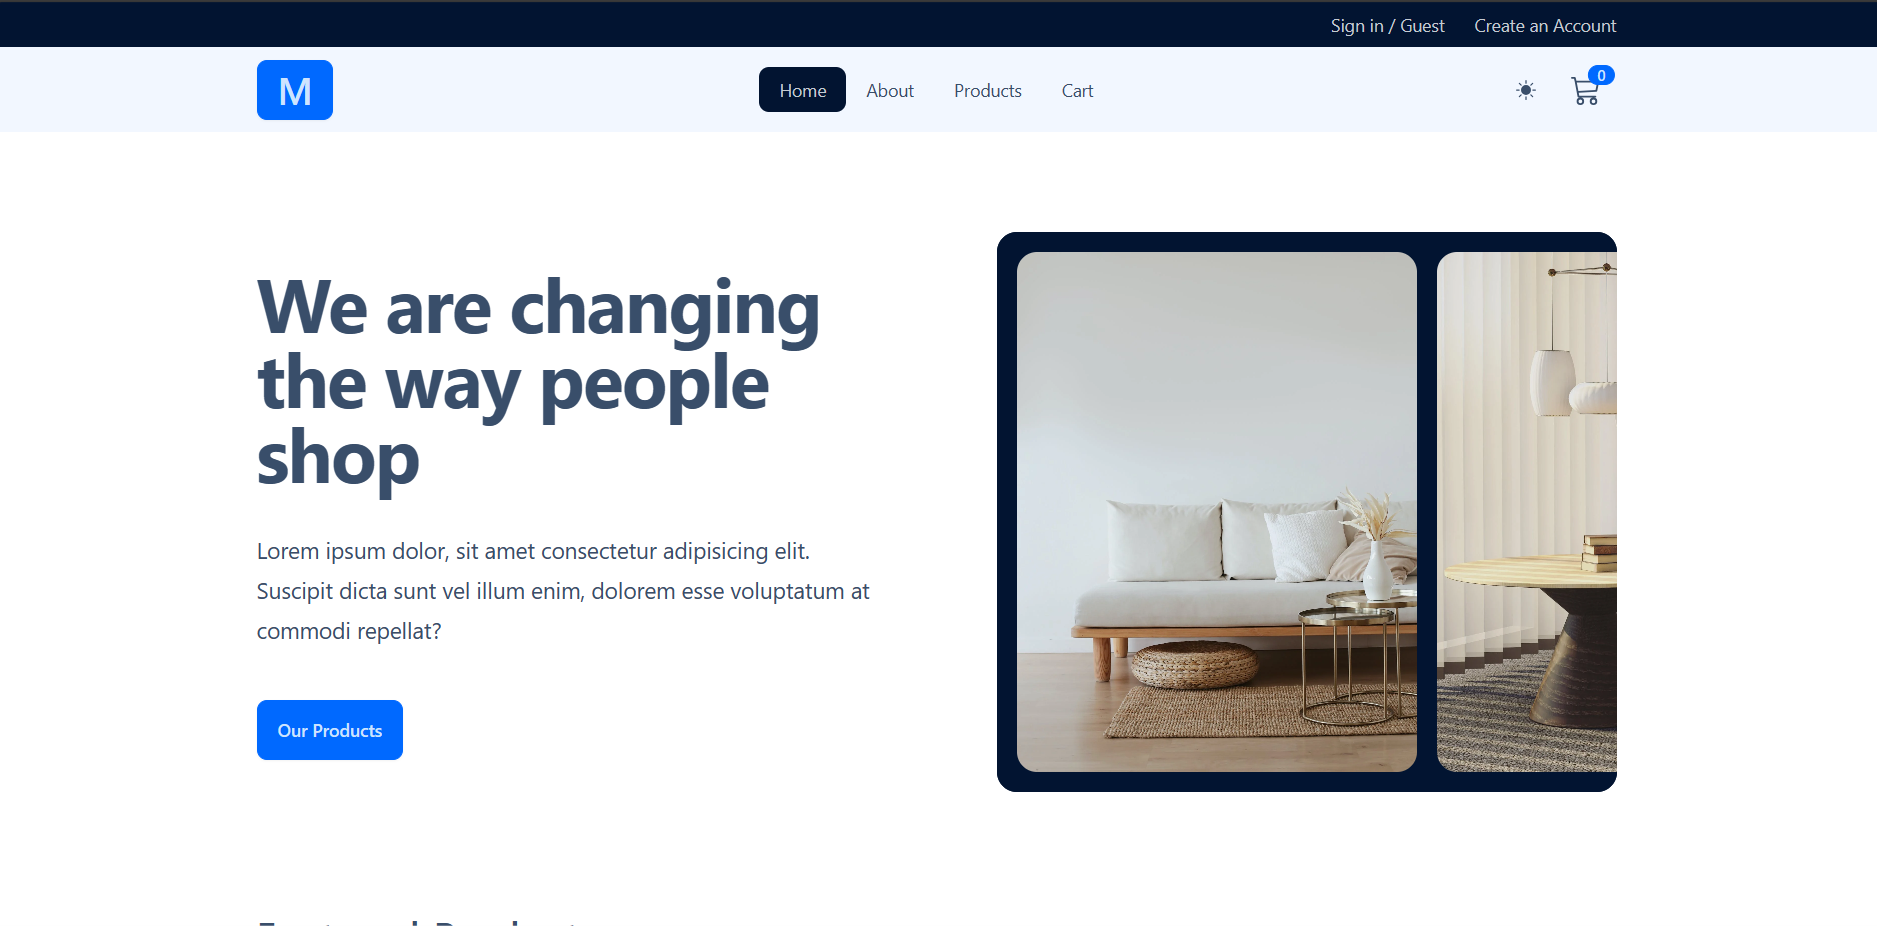 Sign in / Guest Create an Account
M
Home About Products Cart
0
We are changing
the way people
shop
Lorem ipsum dolor, sit amet consectetur adipisicing elit.
Suscipit dicta sunt vel illum enim, dolorem esse voluptatum at
commodi repellat?
Our Products